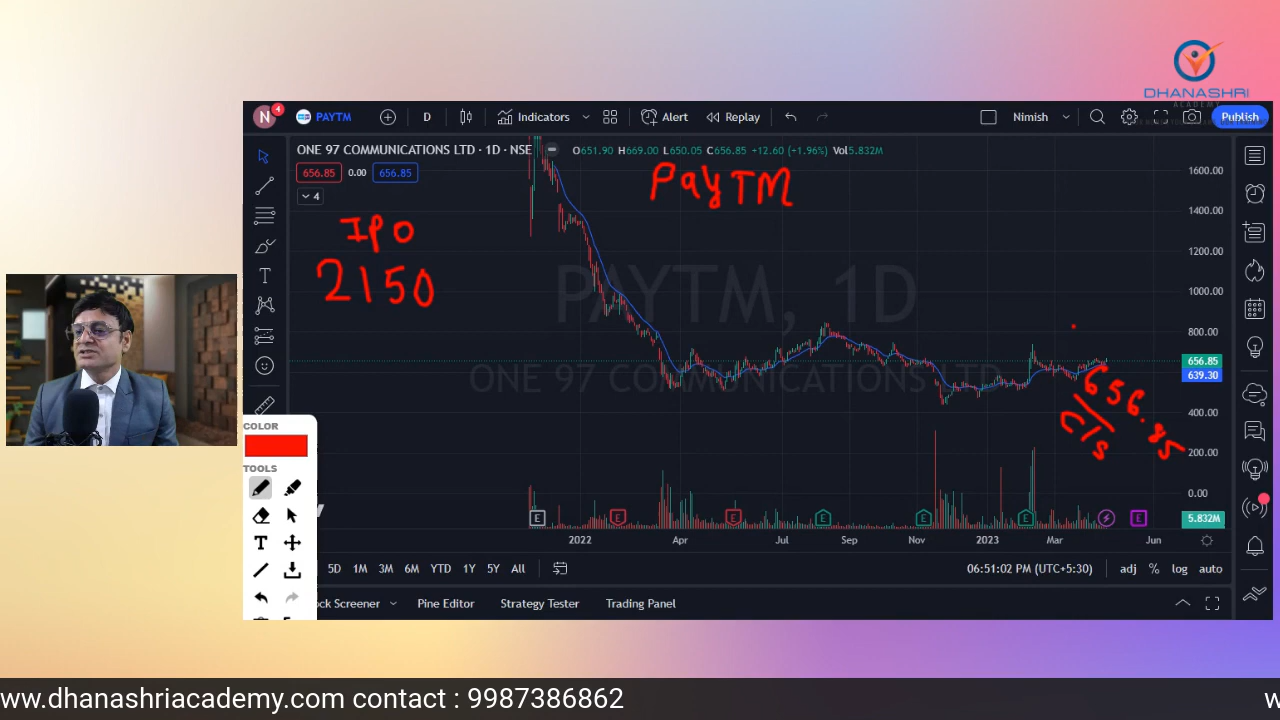 DHANASHRI
ACADEMY
N 4 PAYTM D Indicators Alert Replay Nimish Publish
ONE 97 COMMUNICATIONS LTD · 1D · NSE O651.90 H669.00 L650.05 C656.85 +12.60 (+1.96%) Vol5.832M
656.85 0.00 656.85
4
PayTM
IPO
2150
PAYTM, 1D
ONE 97 COMMUNICATIONS LTD
1600.00
1400.00
1200.00
1000.00
800.00
656.85
639.30
400.00
200.00
0.00
5.832M
656.85
COLOR
TOOLS
T
E E E E E E E
2022 Apr Jul Sep Nov 2023 Mar Jun
5D 1M 3M 6M YTD 1Y 5Y All 06:51:02 PM (UTC+5:30) adj % log auto
ock Screener Pine Editor Strategy Tester Trading Panel
www.dhanashriacademy.com contact : 9987386862 w